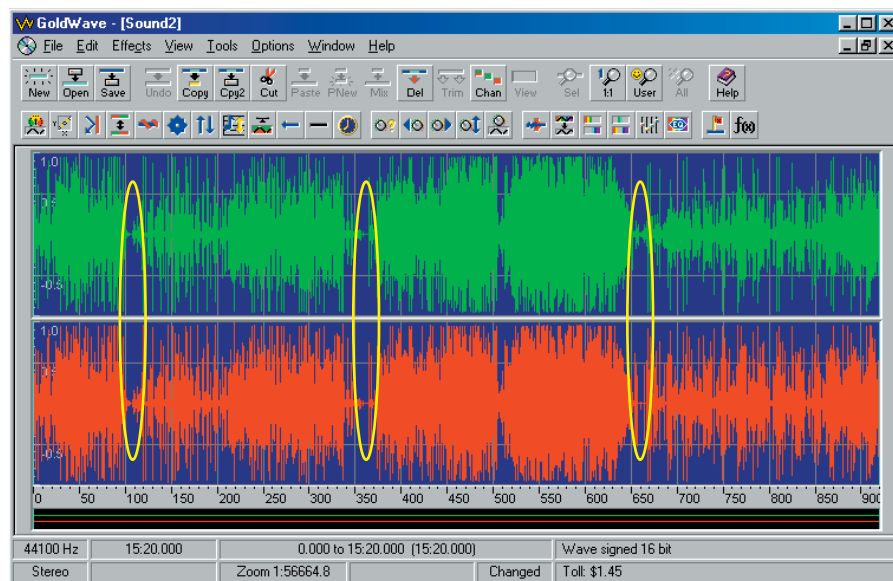 GoldWave - [Sound2]
File Edit Effects View Tools Options Window Help
New Open Save Undo Copy Cpy2 Cut Paste PNew Mix Del Trim Chan View Sel 1:1 User All Help
f(x)
1.0
-0.5
1.0
-0.5
0 50 100 150 200 250 300 350 400 450 500 550 600 650 700 750 800 850 900
44100 Hz 15:20.000 0.000 to 15:20.000 (15:20.000) Wave signed 16 bit
Stereo Zoom 1:56664.8 Changed Toll: $1.45